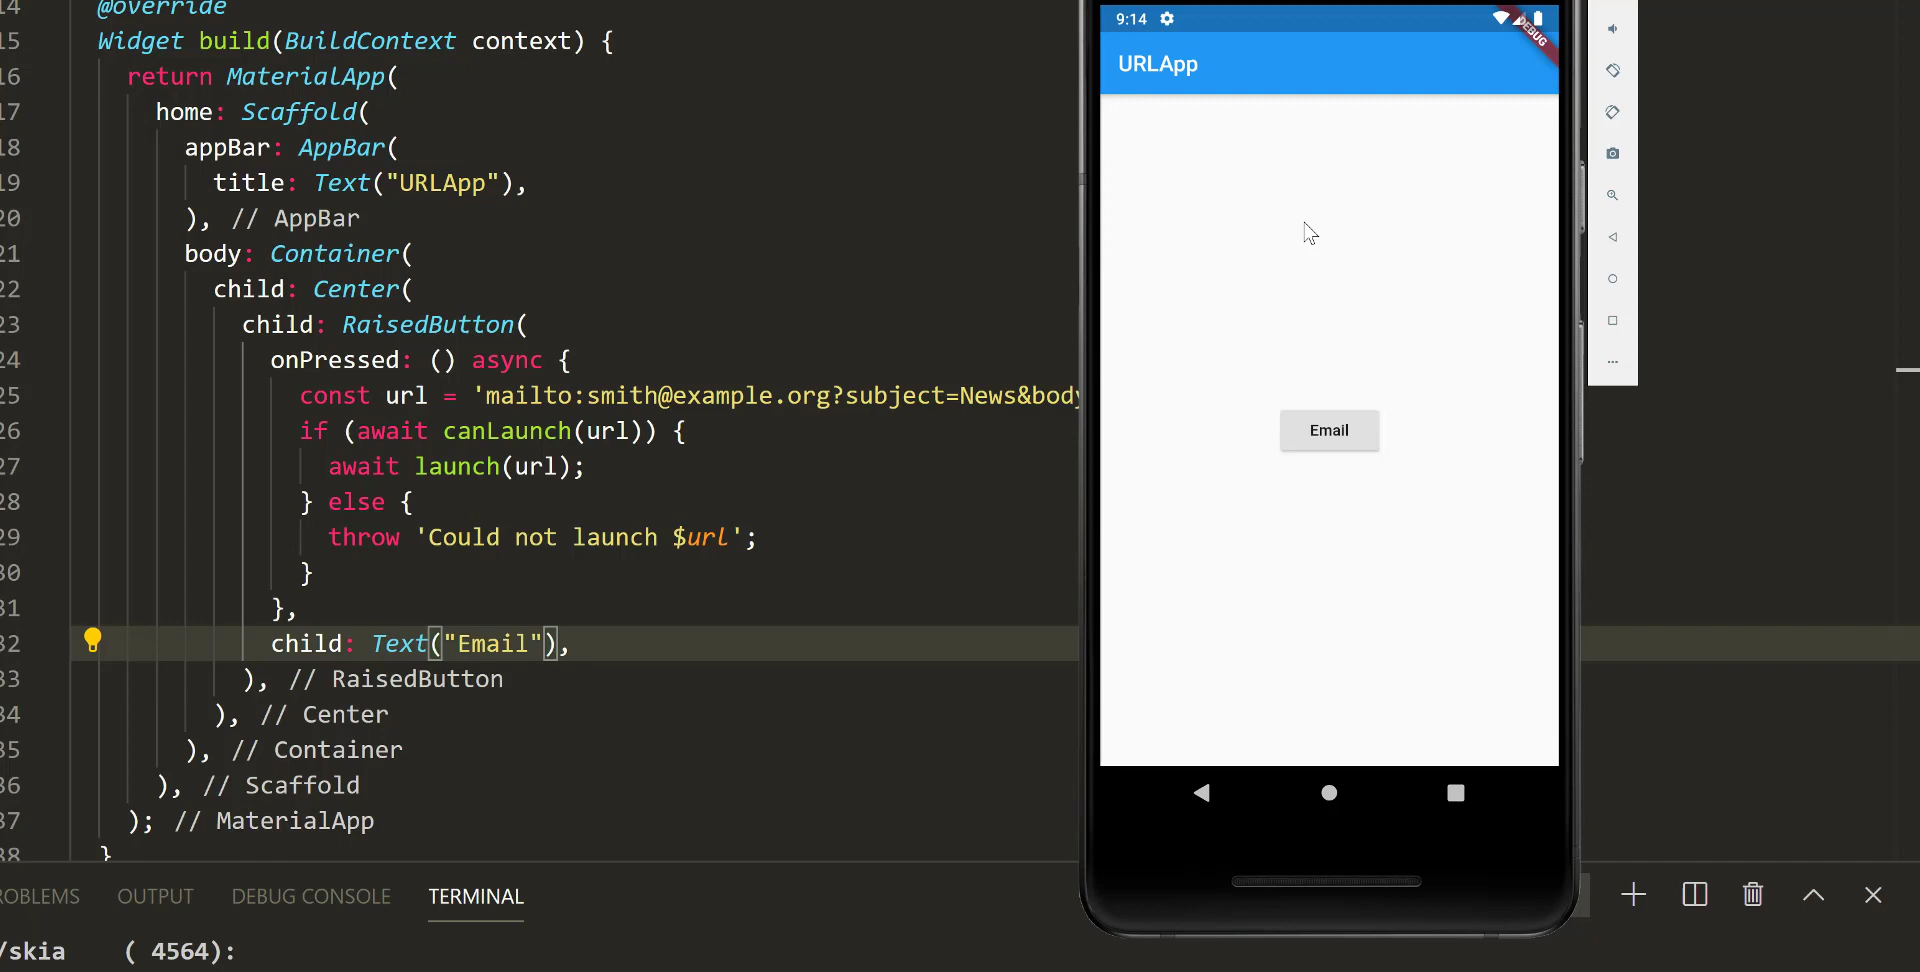 14 @override
15 Widget build(BuildContext context) {
16 return MaterialApp(
17 home: Scaffold(
18 appBar: AppBar(
19 title: Text("URLApp"),
20 ), // AppBar
21 body: Container(
22 child: Center(
23 child: RaisedButton(
24 onPressed: () async {
25 const url = 'mailto:smith@example.org?subject=News&body
26 if (await canLaunch(url)) {
27 await launch(url);
28 } else {
29 throw 'Could not launch $url';
30 }
31 },
32 child: Text("Email"),
33 ), // RaisedButton
34 ), // Center
35 ), // Container
36 ), // Scaffold
37 ); // MaterialApp
38 }
ROBLEMS OUTPUT DEBUG CONSOLE TERMINAL
/skia ( 4564):
9:14
DEBUG
URLApp
Email